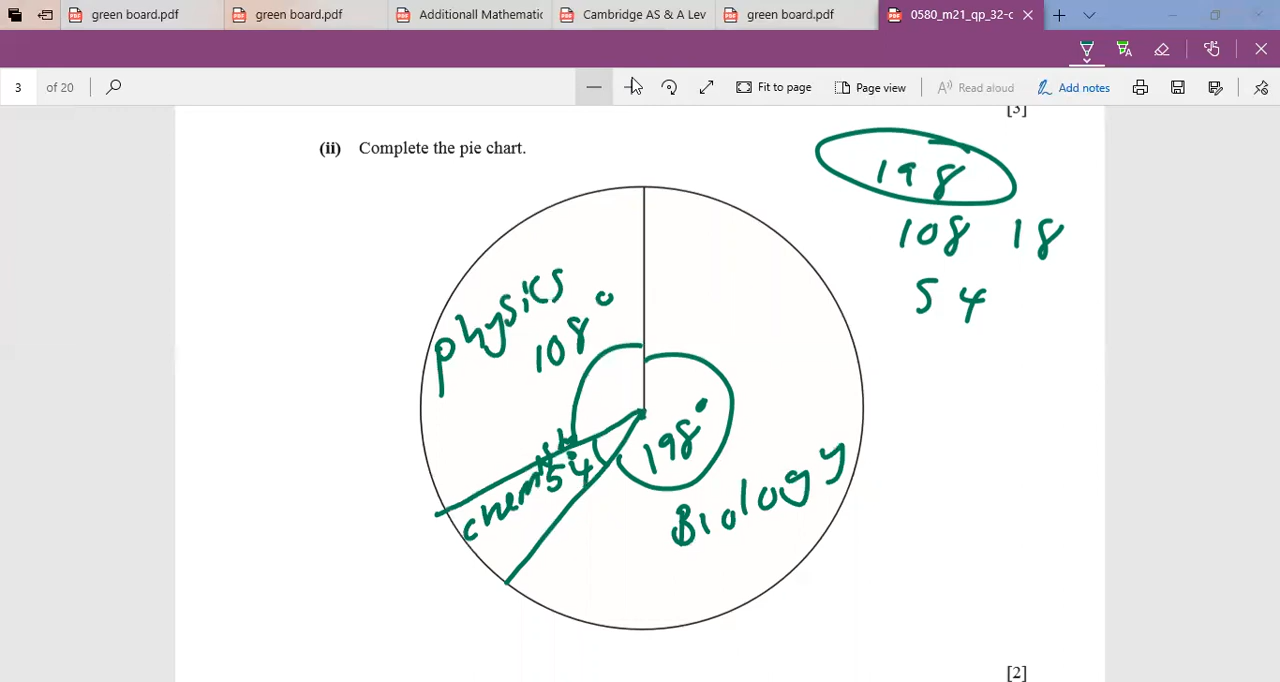 green board.pdf green board.pdf Additionall Mathematic Cambridge AS & A Lev green board.pdf 0580_m21_qp_32-c
3 of 20 Fit to page Page view Read aloud Add notes
[3]
(ii) Complete the pie chart.
198
108 18
54
physics
108°
chemistry
54
198°
Biology
[2]